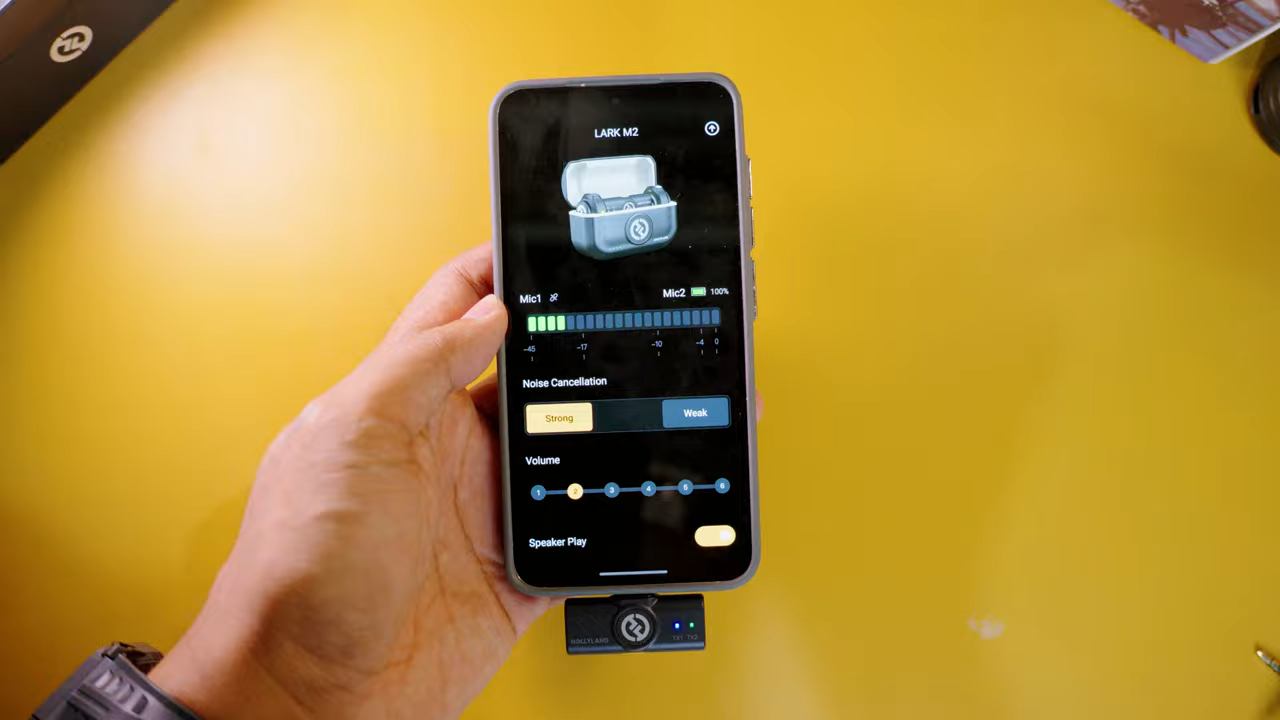 LARK M2
Mic1
Mic2 100%
-45 -17 -10 -4 0
Noise Cancellation
Strong Weak
Volume
1 2 3 4 5 6
Speaker Play
HOLLYLAND TX1 TX2